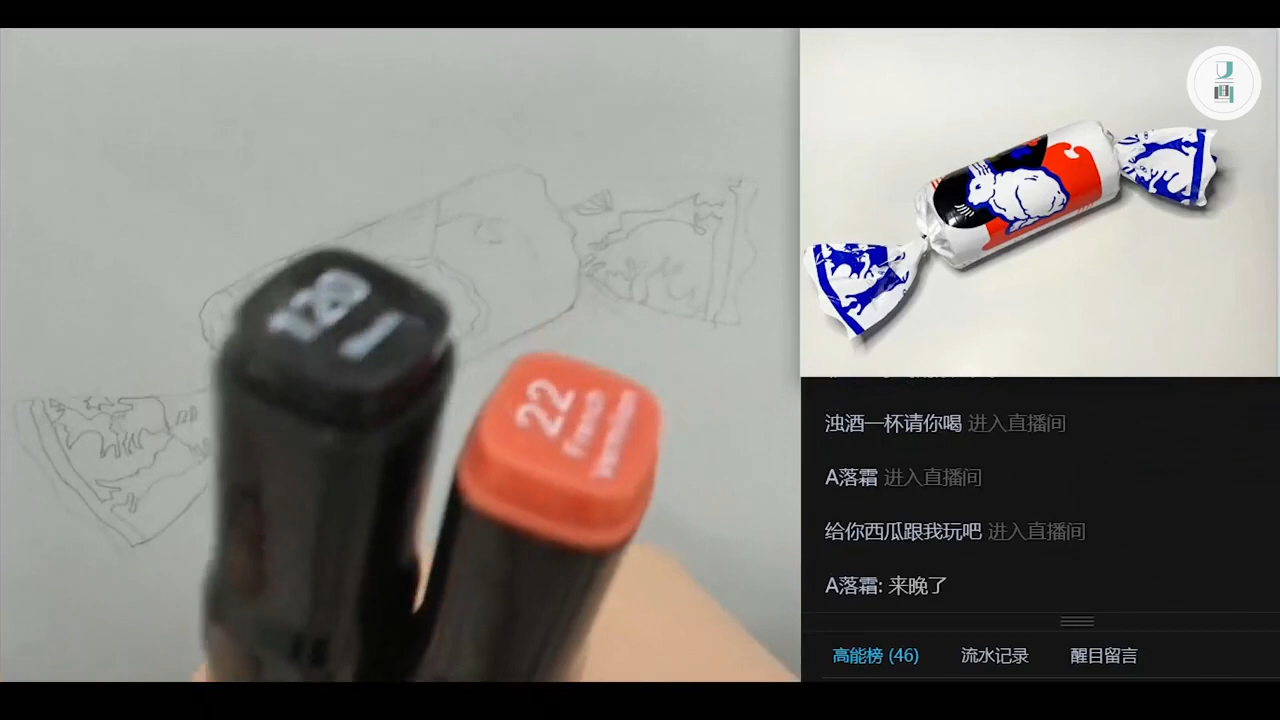 120
22
French
vermilion
浊酒一杯请你喝 进入直播间
A落霜 进入直播间
给你西瓜跟我玩吧 进入直播间
A落霜: 来晚了
高能榜 (46)
流水记录
醒目留言